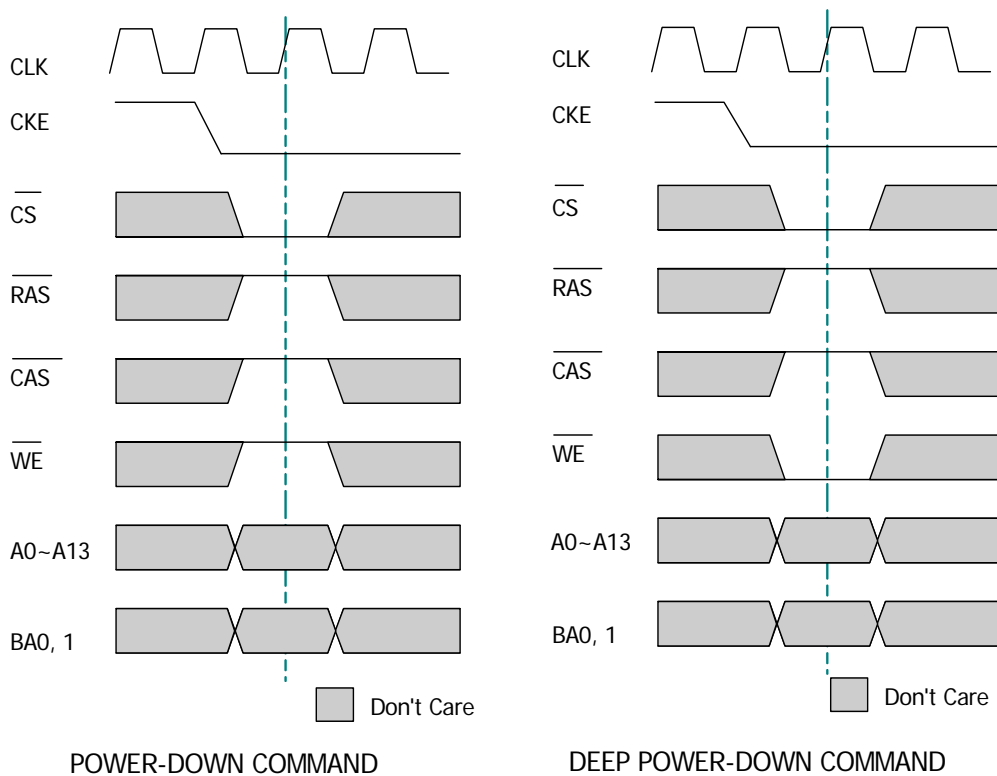 CLK
CKE
CS
RAS
CAS
WE
A0~A13
BA0, 1
Don't Care
POWER-DOWN COMMAND
CLK
CKE
CS
RAS
CAS
WE
A0~A13
BA0, 1
Don't Care
DEEP POWER-DOWN COMMAND